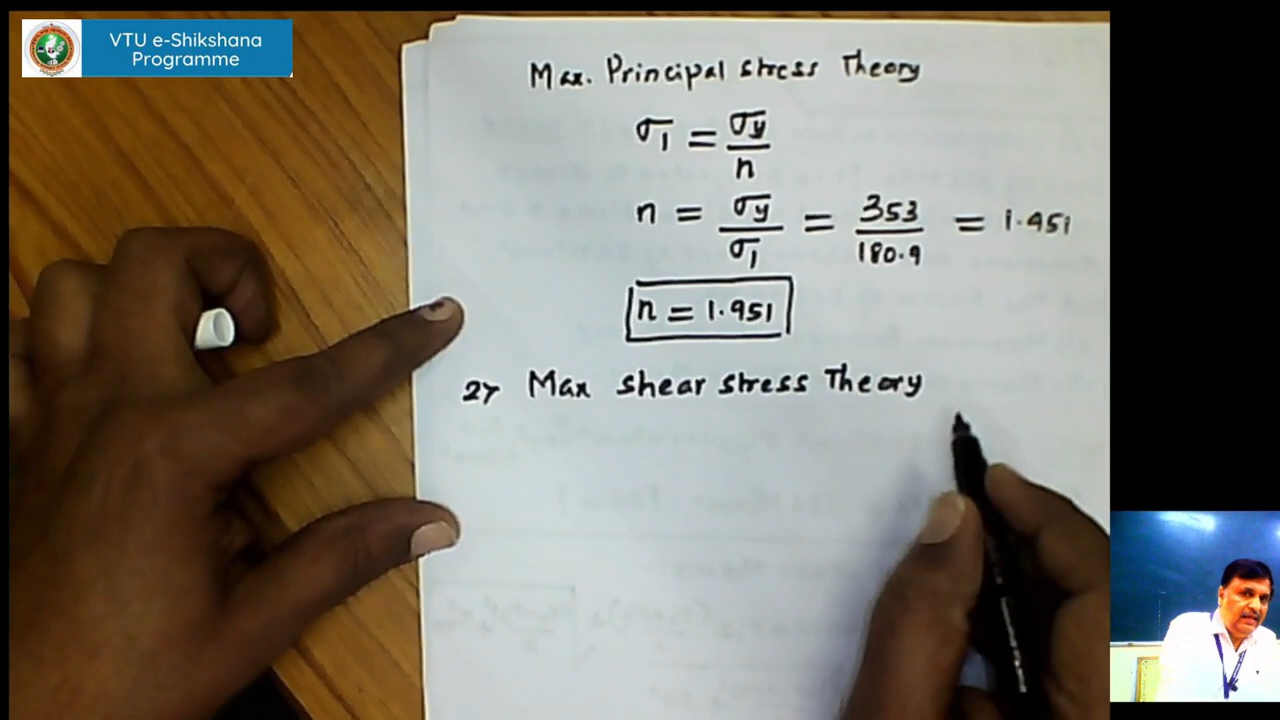 VTU e-Shikshana
Programme
Max. Principal stress Theory
σ1 = σy/n
n = σy/σ1 = 353/180.9 = 1.951
n = 1.951
2> Max shear stress Theory